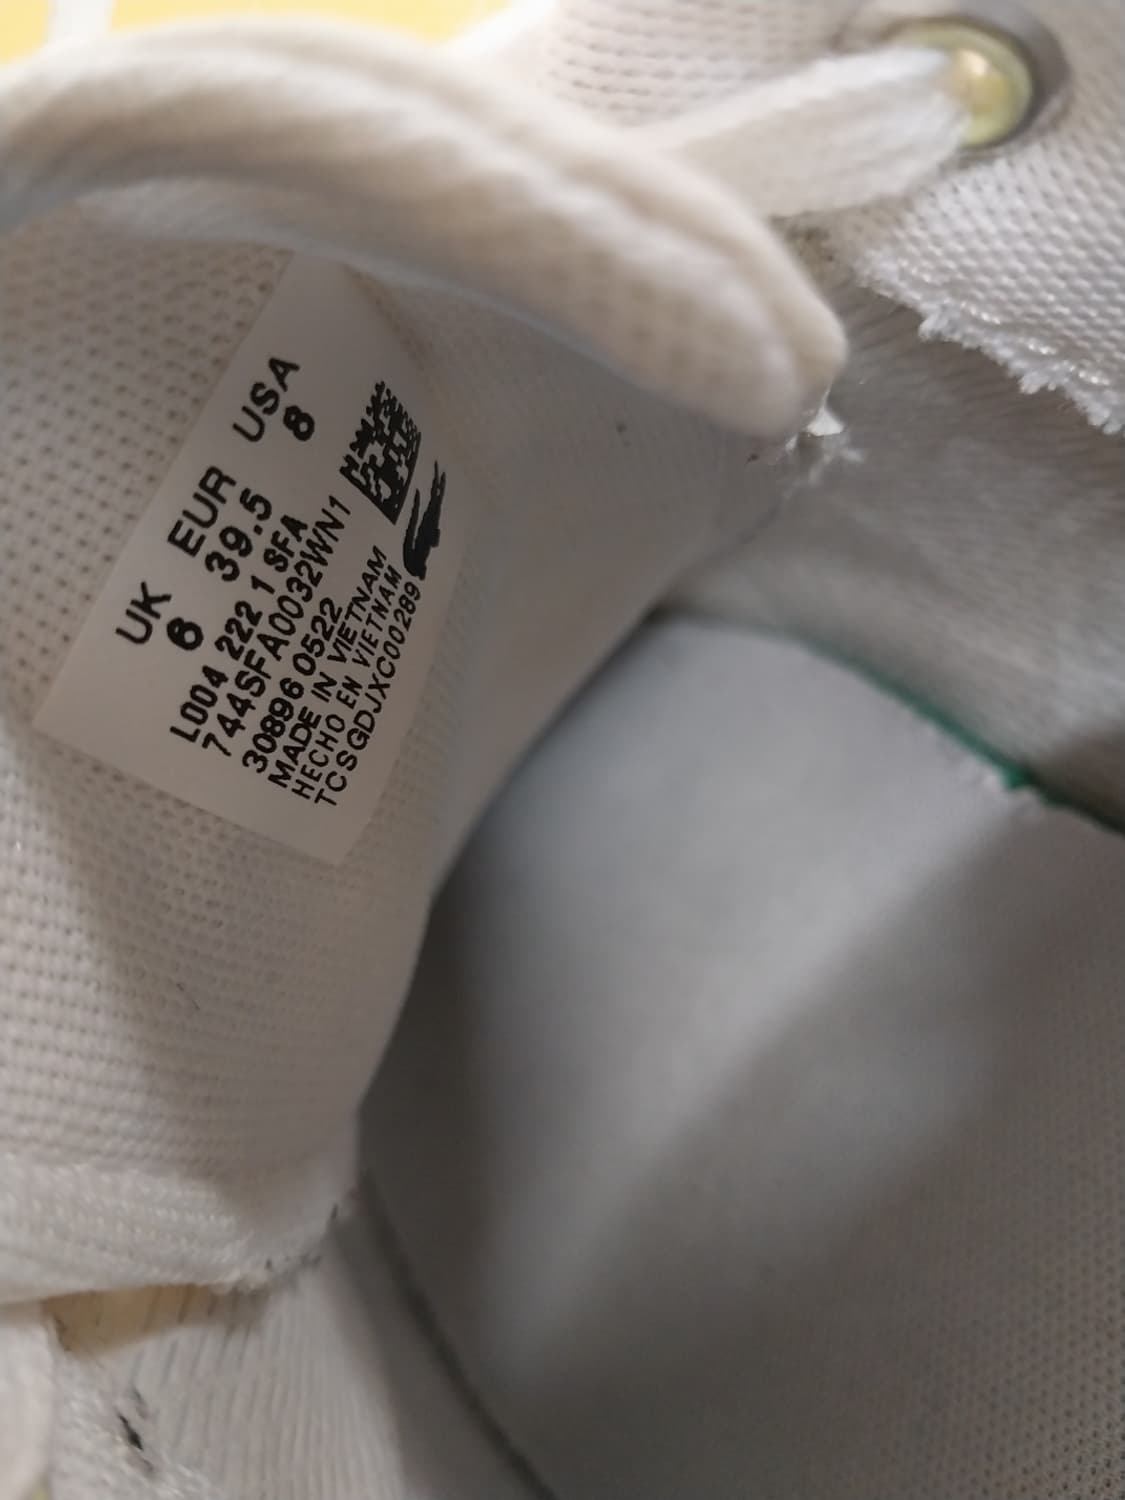 UK EUR USA
6 39.5 8
L004 222 1 SFA
744SFA0032WN1
30896 0522
MADE IN VIETNAM
HECHO EN VIETNAM
TCSGDJXC00289